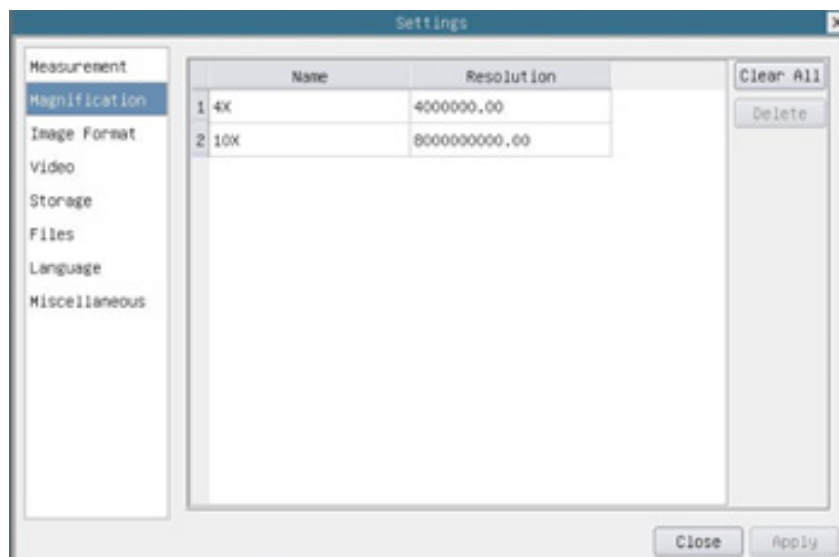 Settings
Measurement
Magnification
Image Format
Video
Storage
Files
Language
Miscellaneous
Name Resolution
1 4X 4000000.00
2 10X 8000000000.00
Clear All
Delete
Close Apply